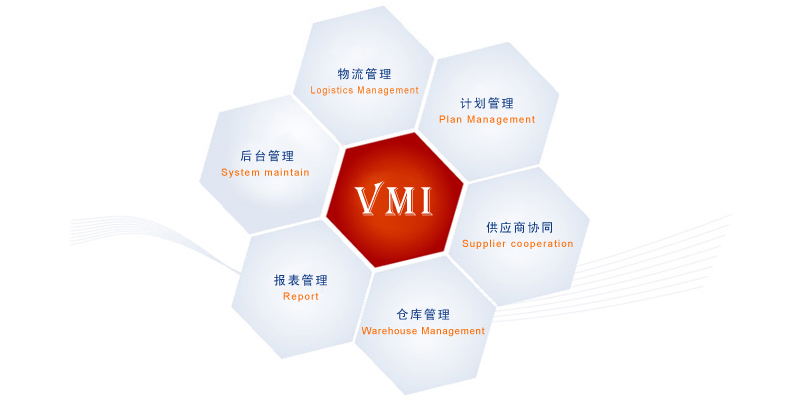 物流管理
Logistics Management
计划管理
Plan Management
后台管理
System maintain
VMI
供应商协同
Supplier cooperation
报表管理
Report
仓库管理
Warehouse Management